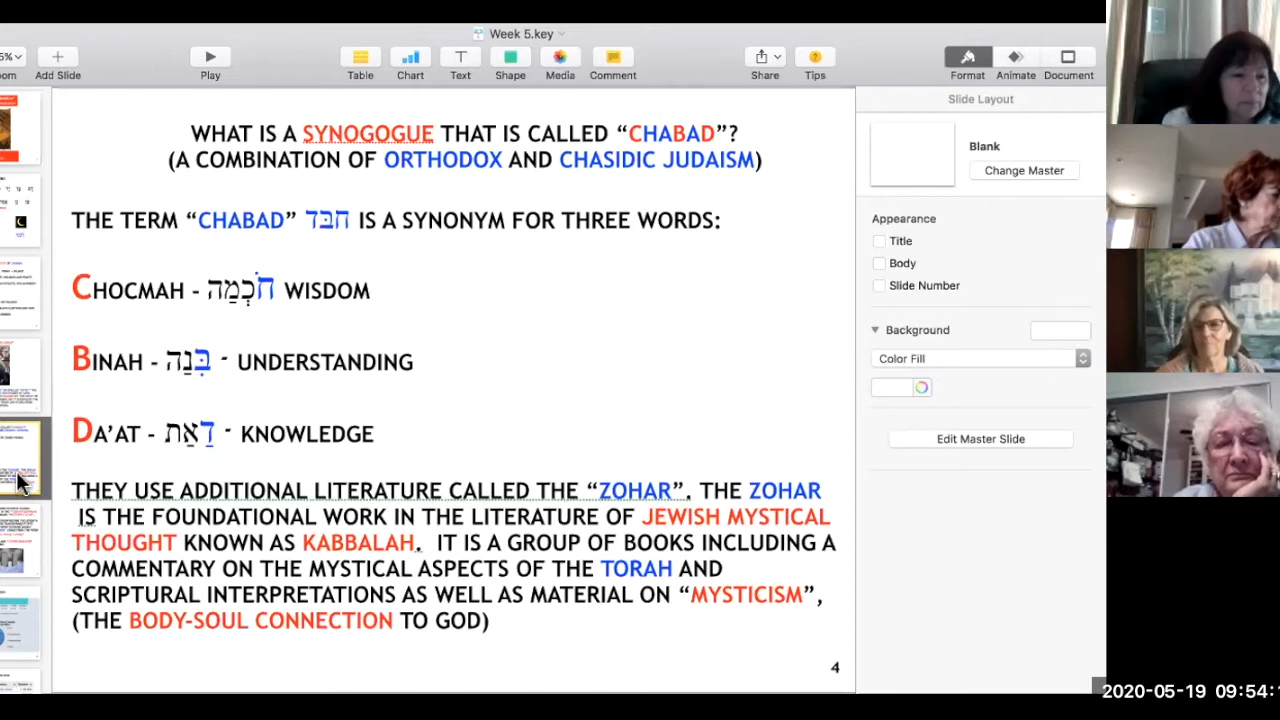 Week 5.key
5%
oom
Add Slide
Play
Table
Chart
Text
Shape
Media
Comment
Share
Tips
Format
Animate
Document
WHAT IS A SYNOGOGUE THAT IS CALLED “CHABAD”?
(A COMBINATION OF ORTHODOX AND CHASIDIC JUDAISM)
THE TERM “CHABAD” חבּד IS A SYNONYM FOR THREE WORDS:
CHOCMAH - חֹכְמַה WISDOM
BINAH - בִּנַה - UNDERSTANDING
DA’AT - דַאַת - KNOWLEDGE
THEY USE ADDITIONAL LITERATURE CALLED THE “ZOHAR”. THE ZOHAR
IS THE FOUNDATIONAL WORK IN THE LITERATURE OF JEWISH MYSTICAL
THOUGHT KNOWN AS KABBALAH. IT IS A GROUP OF BOOKS INCLUDING A
COMMENTARY ON THE MYSTICAL ASPECTS OF THE TORAH AND
SCRIPTURAL INTERPRETATIONS AS WELL AS MATERIAL ON “MYSTICISM”,
(THE BODY-SOUL CONNECTION TO GOD)
4
Slide Layout
Blank
Change Master
Appearance
Title
Body
Slide Number
Background
Color Fill
Edit Master Slide
2020-05-19 09:54:1